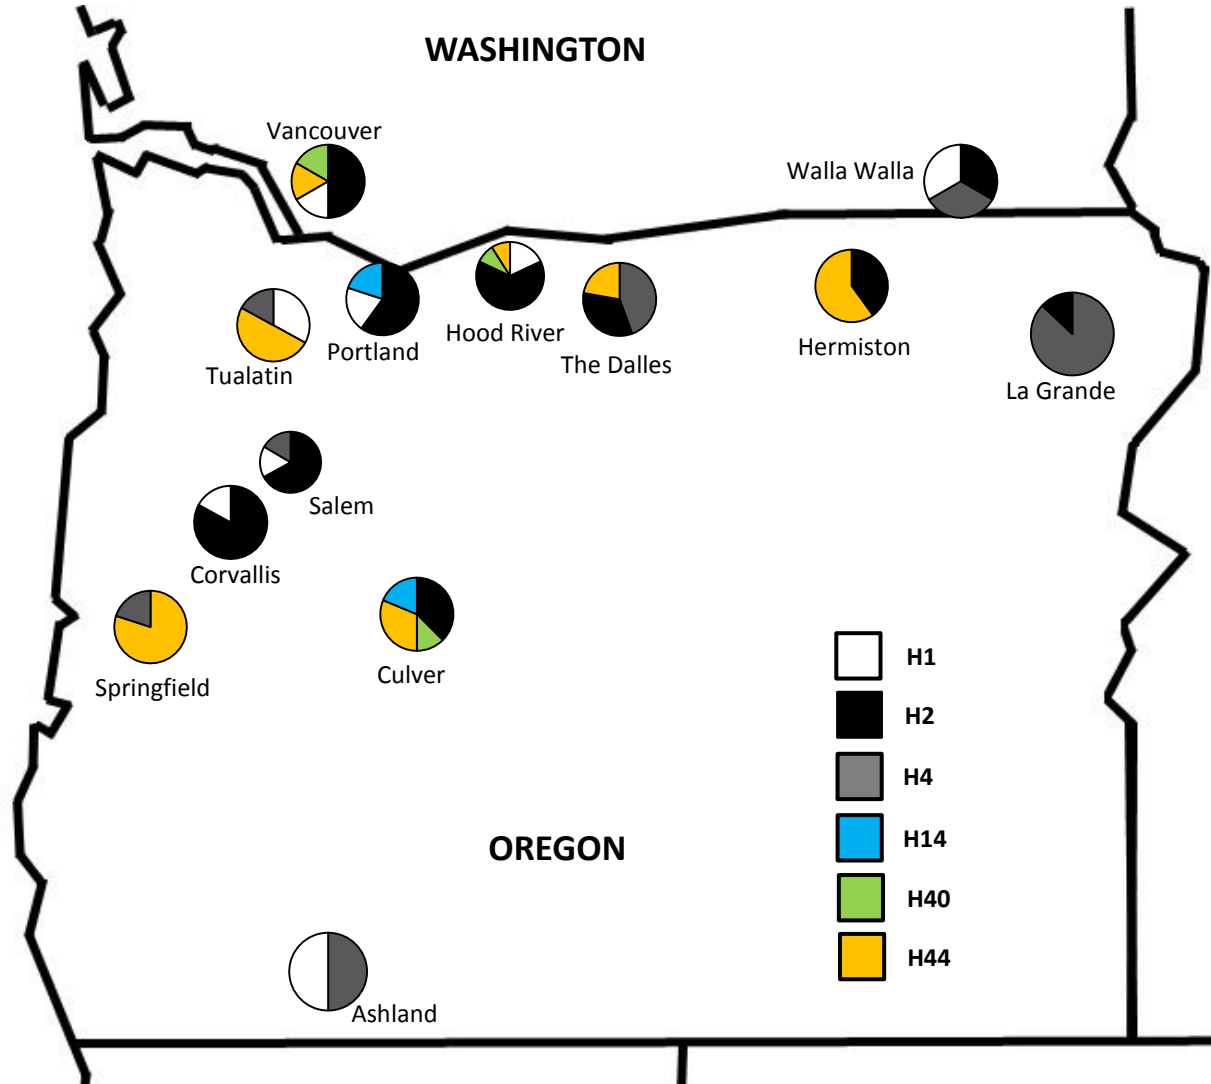 WASHINGTON
Vancouver
Walla Walla
Hood River
Portland
Hermiston
The Dalles
Tualatin
La Grande
Salem
Corvallis
Culver
Springfield
H1
H2
H4
H14
OREGON
H40
H44
Ashland